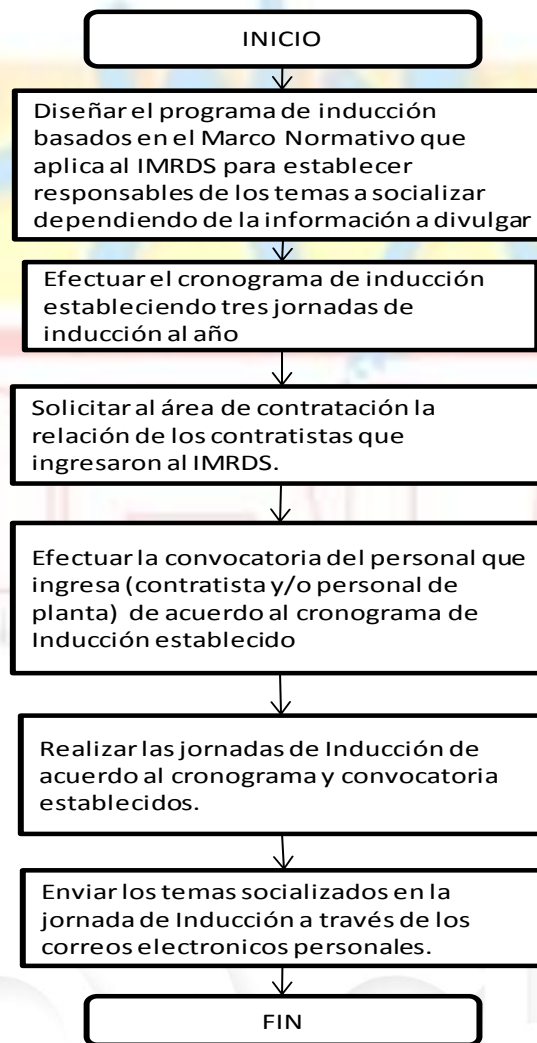 INICIO
Diseñar el programa de inducción
basados en el Marco Normativo que
aplica al IMRDS para establecer
responsables de los temas a socializar
dependiendo de la información a divulgar
Efectuar el cronograma de inducción
estableciendo tres jornadas de
inducción al año
Solicitar al área de contratación la
relación de los contratistas que
ingresaron al IMRDS.
Efectuar la convocatoria del personal que
ingresa (contratista y/o personal de
planta) de acuerdo al cronograma de
Inducción establecido
Realizar las jornadas de Inducción de
acuerdo al cronograma y convocatoria
establecidos.
Enviar los temas socializados en la
jornada de Inducción a través de los
correos electronicos personales.
FIN